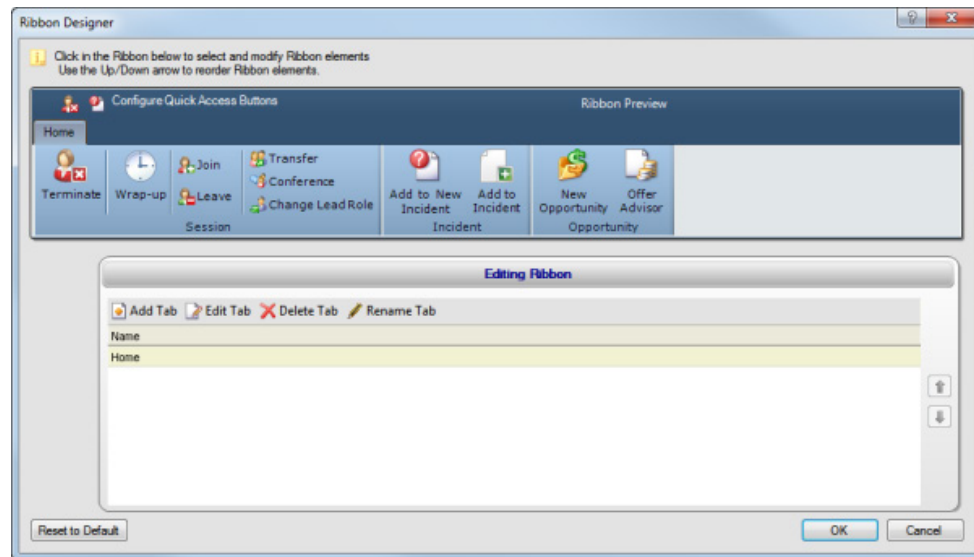 Ribbon Designer
Click in the Ribbon below to select and modify Ribbon elements
Use the Up/Down arrow to reorder Ribbon elements.
Configure Quick Access Buttons
Ribbon Preview
Home
Terminate
Wrap-up
Join
Leave
Transfer
Conference
Change Lead Role
Session
Add to New
Incident
Add to
Incident
Incident
New
Opportunity
Offer
Advisor
Opportunity
Editing Ribbon
Add Tab
Edit Tab
Delete Tab
Rename Tab
Name
Home
Reset to Default
OK
Cancel